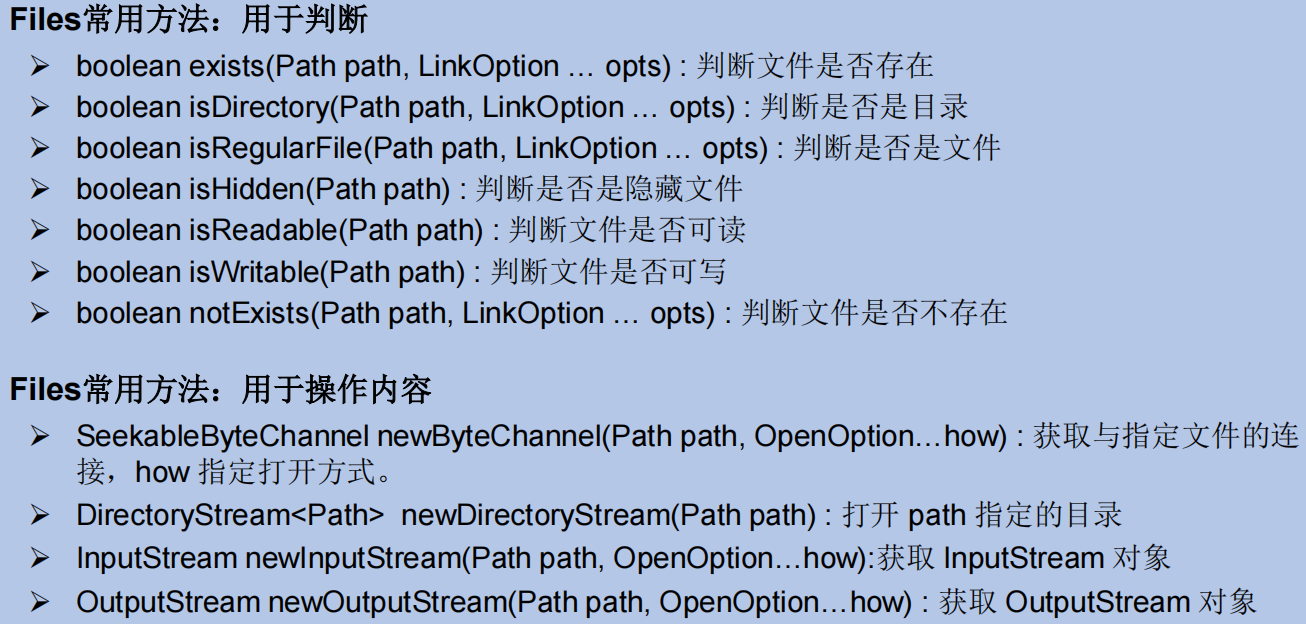 Files常用方法：用于判断
➢ boolean exists(Path path, LinkOption … opts) : 判断文件是否存在
➢ boolean isDirectory(Path path, LinkOption … opts) : 判断是否是目录
➢ boolean isRegularFile(Path path, LinkOption … opts) : 判断是否是文件
➢ boolean isHidden(Path path) : 判断是否是隐藏文件
➢ boolean isReadable(Path path) : 判断文件是否可读
➢ boolean isWritable(Path path) : 判断文件是否可写
➢ boolean notExists(Path path, LinkOption … opts) : 判断文件是否不存在
Files常用方法：用于操作内容
➢ SeekableByteChannel newByteChannel(Path path, OpenOption…how) : 获取与指定文件的连
接，how 指定打开方式。
➢ DirectoryStream<Path>  newDirectoryStream(Path path) : 打开 path 指定的目录
➢ InputStream newInputStream(Path path, OpenOption…how):获取 InputStream 对象
➢ OutputStream newOutputStream(Path path, OpenOption…how) : 获取 OutputStream 对象